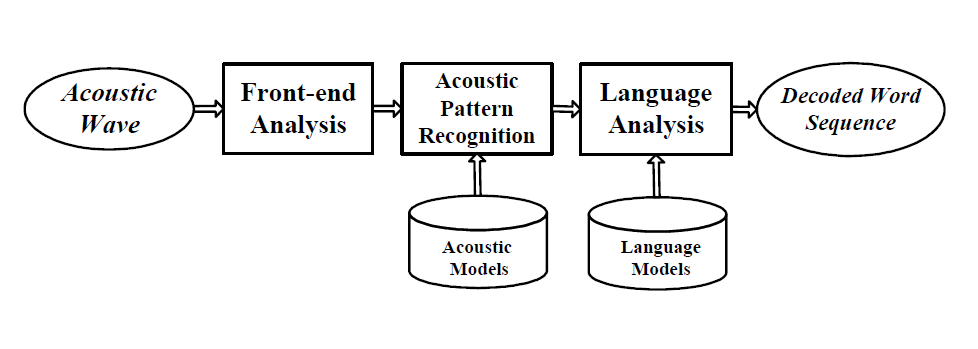 Acoustic
Wave
Front-end
Analysis
Acoustic
Pattern
Recognition
Language
Analysis
Decoded Word
Sequence
Acoustic
Models
Language
Models